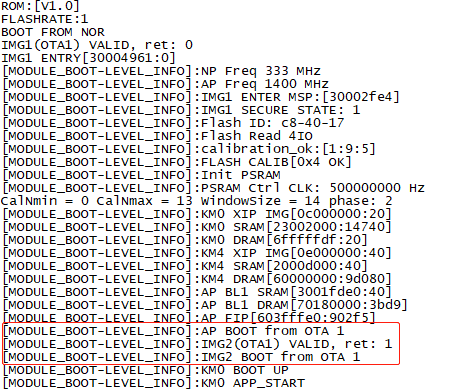 ROM:[V1.0]
FLASHRATE:1
BOOT FROM NOR
IMG1(OTA1) VALID, ret: 0
IMG1 ENTRY[30004961:0]
[MODULE_BOOT-LEVEL_INFO]:NP Freq 333 MHz
[MODULE_BOOT-LEVEL_INFO]:AP Freq 1400 MHz
[MODULE_BOOT-LEVEL_INFO]:IMG1 ENTER MSP:[30002fe4]
[MODULE_BOOT-LEVEL_INFO]:IMG1 SECURE STATE: 1
[MODULE_BOOT-LEVEL_INFO]:Flash ID: c8-40-17
[MODULE_BOOT-LEVEL_INFO]:Flash Read 4IO
[MODULE_BOOT-LEVEL_INFO]:calibration_ok:[1:9:5]
[MODULE_BOOT-LEVEL_INFO]:FLASH CALIB[0x4 OK]
[MODULE_BOOT-LEVEL_INFO]:Init PSRAM
[MODULE_BOOT-LEVEL_INFO]:PSRAM Ctrl CLK: 500000000 Hz
CalNmin = 0 CalNmax = 13 WindowSize = 14 phase: 2
[MODULE_BOOT-LEVEL_INFO]:KM0 XIP IMG[0c000000:20]
[MODULE_BOOT-LEVEL_INFO]:KM0 SRAM[23002000:14740]
[MODULE_BOOT-LEVEL_INFO]:KM0 DRAM[6fffffdf:20]
[MODULE_BOOT-LEVEL_INFO]:KM4 XIP IMG[0e000000:40]
[MODULE_BOOT-LEVEL_INFO]:KM4 SRAM[2000d000:40]
[MODULE_BOOT-LEVEL_INFO]:KM4 DRAM[60000000:9d080]
[MODULE_BOOT-LEVEL_INFO]:AP BL1 SRAM[3001fde0:40]
[MODULE_BOOT-LEVEL_INFO]:AP BL1 DRAM[70180000:3bd9]
[MODULE_BOOT-LEVEL_INFO]:AP FIP[603fffe0:902f5]
[MODULE_BOOT-LEVEL_INFO]:AP BOOT from OTA 1
[MODULE_BOOT-LEVEL_INFO]:IMG2(OTA1) VALID, ret: 1
[MODULE_BOOT-LEVEL_INFO]:IMG2 BOOT from OTA 1
[MODULE_BOOT-LEVEL_INFO]:KM0 BOOT UP
[MODULE_BOOT-LEVEL_INFO]:KM0 APP_START